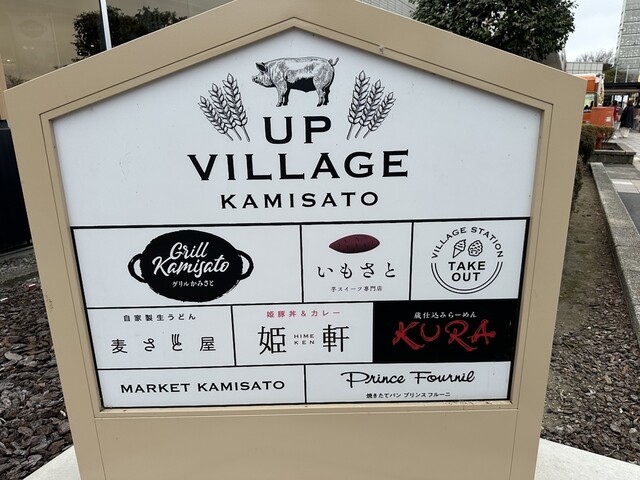 UP
VILLAGE
KAMISATO
Grill
Kamisato
グリルかみさと
いもさと
芋スイーツ専門店
VILLAGE STATION
TAKE
OUT
自家製生うどん
麦さと屋
姫豚丼&カレー
姫 HIME KEN 軒
蔵仕込みらーめん
KURA
MARKET KAMISATO
Prince Fournil
焼きたてパン プリンス フルーニ